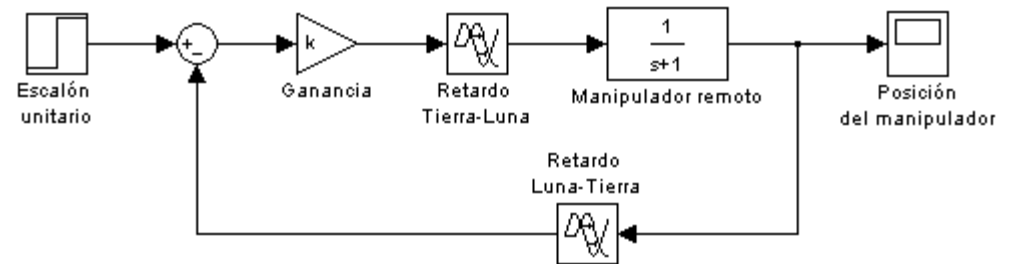 +
-
k
1
s+1
Escalón
unitario
Ganancia
Retardo
Tierra-Luna
Manipulador remoto
Posición
del manipulador
Retardo
Luna-Tierra